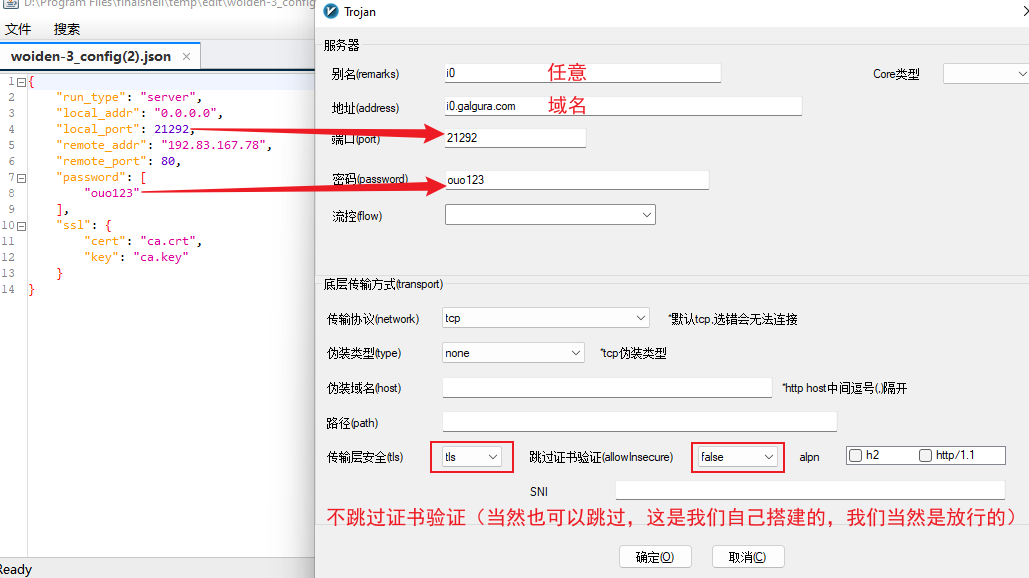 D:\Program Files\finalshell\temp\edit\woiden-3_config
文件 搜索
woiden-3_config(2).json ×
1 {
2 "run_type": "server",
3 "local_addr": "0.0.0.0",
4 "local_port": 21292,
5 "remote_addr": "192.83.167.78",
6 "remote_port": 80,
7 "password": [
8 "ouo123"
9 ],
10 "ssl": {
11 "cert": "ca.crt",
12 "key": "ca.key"
13 }
14 }
Ready
Trojan
服务器
别名(remarks) i0 任意 Core类型
地址(address) i0.galgura.com 域名
端口(port) 21292
密码(password) ouo123
流控(flow)
底层传输方式(transport)
传输协议(network) tcp *默认tcp,选错会无法连接
伪装类型(type) none *tcp伪装类型
伪装域名(host) *http host中间逗号(,)隔开
路径(path)
传输层安全(tls) tls 跳过证书验证(allowInsecure) false alpn h2 http/1.1
SNI
不跳过证书验证（当然也可以跳过，这是我们自己搭建的，我们当然是放行的）
确定(O) 取消(C)